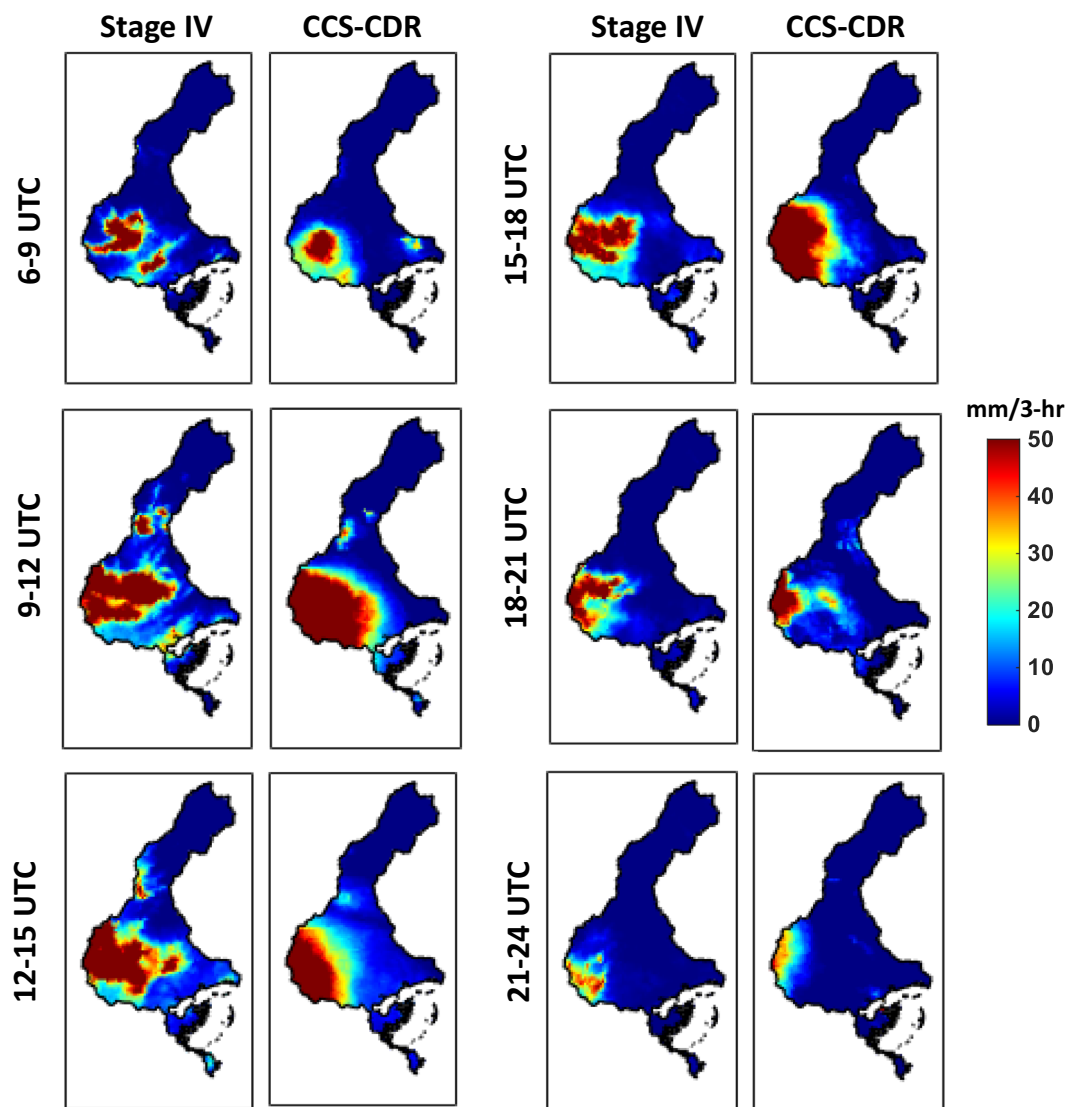 Stage IV CCS-CDR Stage IV CCS-CDR
6-9 UTC
15-18 UTC
9-12 UTC
18-21 UTC
mm/3-hr
50
40
30
20
10
0
12-15 UTC
21-24 UTC